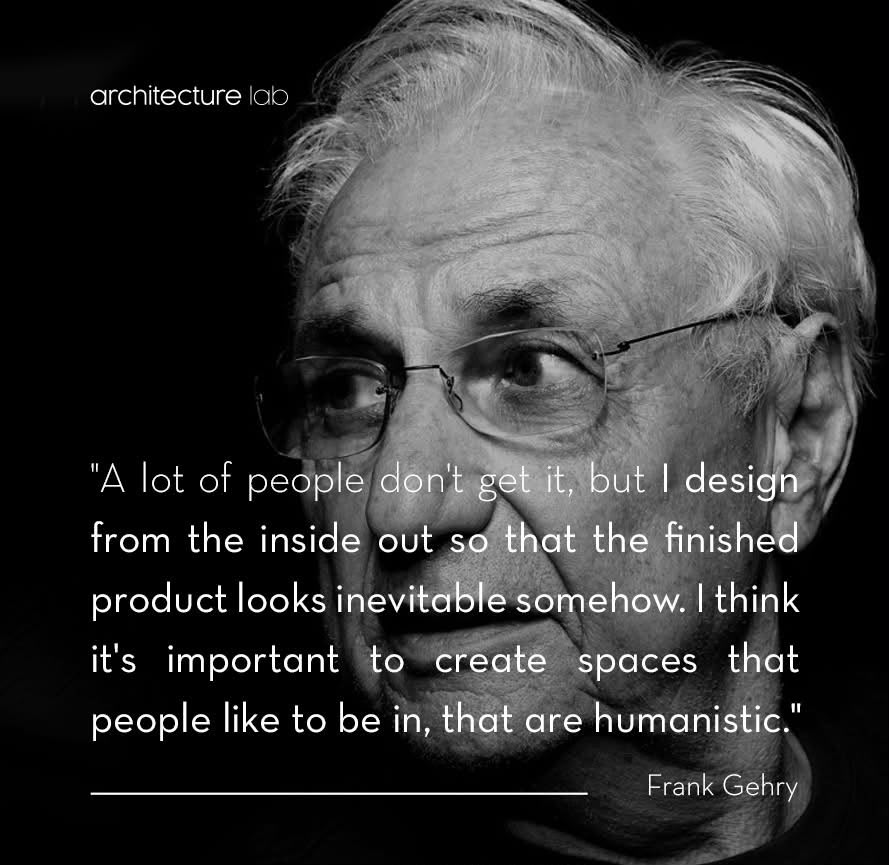 architecture lab
"A lot of people don't get it, but I design
from the inside out so that the finished
product looks inevitable somehow. I think
it's important to create spaces that
people like to be in, that are humanistic."
Frank Gehry